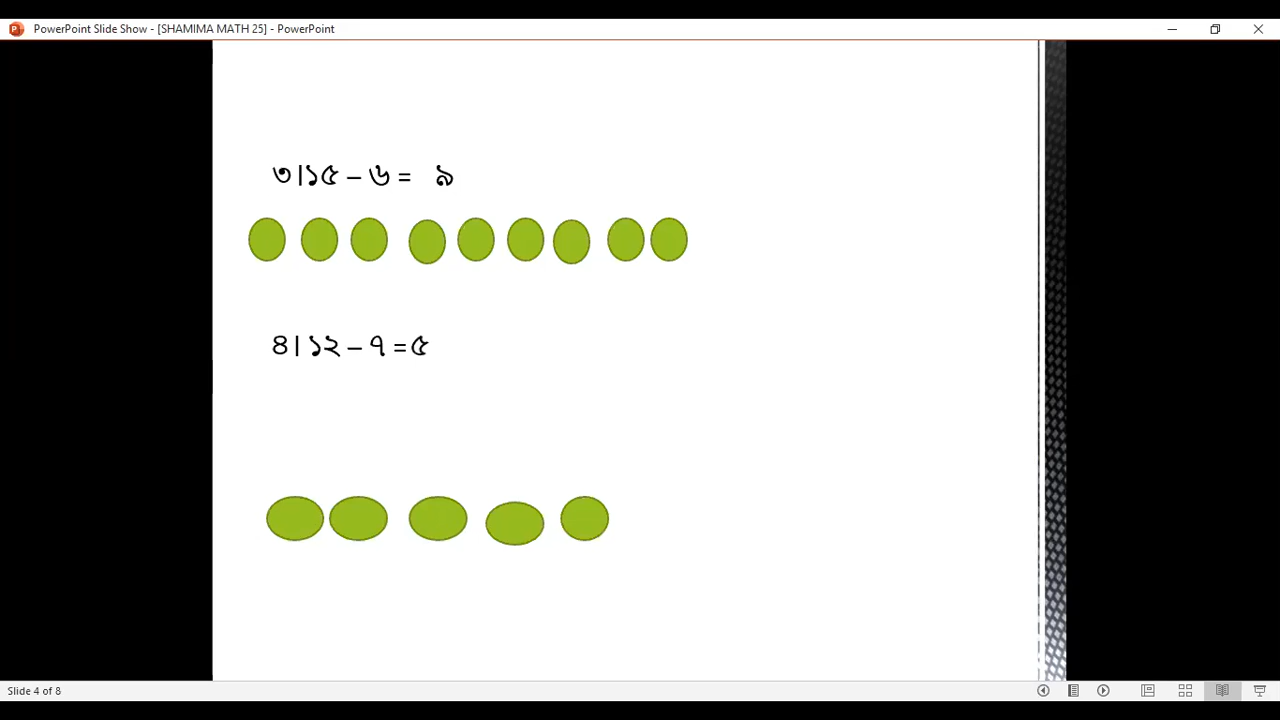 PowerPoint Slide Show - [SHAMIMA MATH 25] - PowerPoint
৩।১৫ – ৬ = ৯
৪। ১২ – ৭ = ৫
Slide 4 of 8